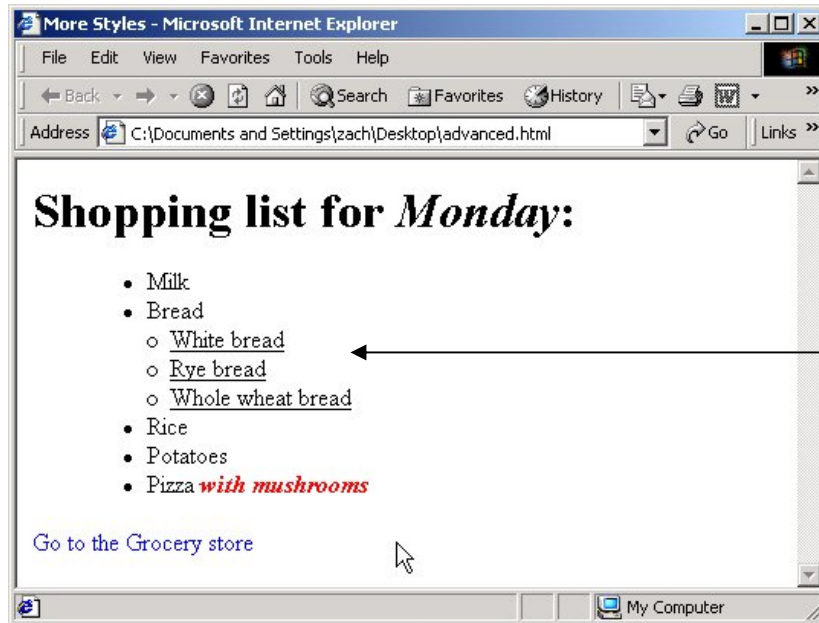 More Styles - Microsoft Internet Explorer
File Edit View Favorites Tools Help
Back Search Favorites History »
Address C:\Documents and Settings\zach\Desktop\advanced.html Go Links »
Shopping list for Monday:
Milk
Bread
White bread
Rye bread
Whole wheat bread
Rice
Potatoes
Pizza with mushrooms
Go to the Grocery store
My Computer